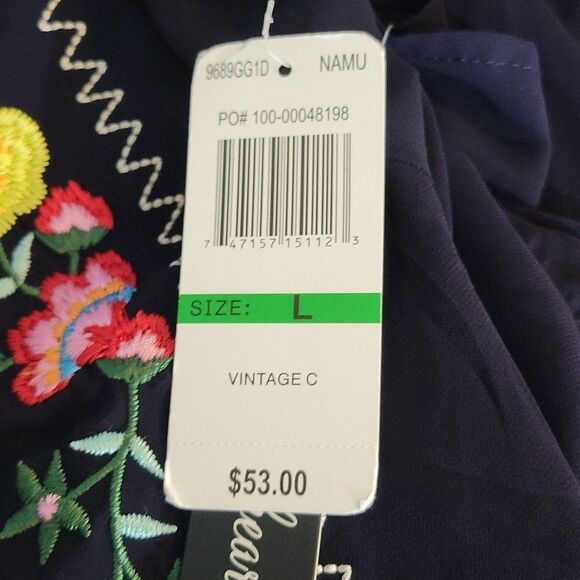 9689GG1D NAMU
PO# 100-00048198
7 47157 15112 3
SIZE: L
VINTAGE C
$53.00